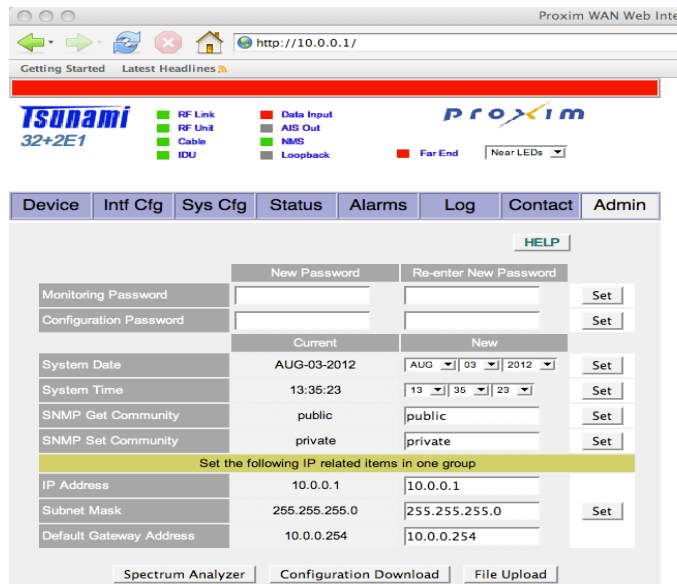 Proxim WAN Web Inte
http://10.0.0.1/
Getting Started Latest Headlines
Tsunami
32+2E1
RF Link Data Input
RF Unit AIS Out
Cable NMS
IDU Loopback
proxim
Far End Near LEDs
Device Intf Cfg Sys Cfg Status Alarms Log Contact Admin
HELP
New Password Re-enter New Password
Monitoring Password Set
Configuration Password Set
Current New
System Date AUG-03-2012 AUG 03 2012 Set
System Time 13:35:23 13 35 23 Set
SNMP Get Community public public Set
SNMP Set Community private private Set
Set the following IP related items in one group
IP Address 10.0.0.1 10.0.0.1
Subnet Mask 255.255.255.0 255.255.255.0 Set
Default Gateway Address 10.0.0.254 10.0.0.254
Spectrum Analyzer Configuration Download File Upload